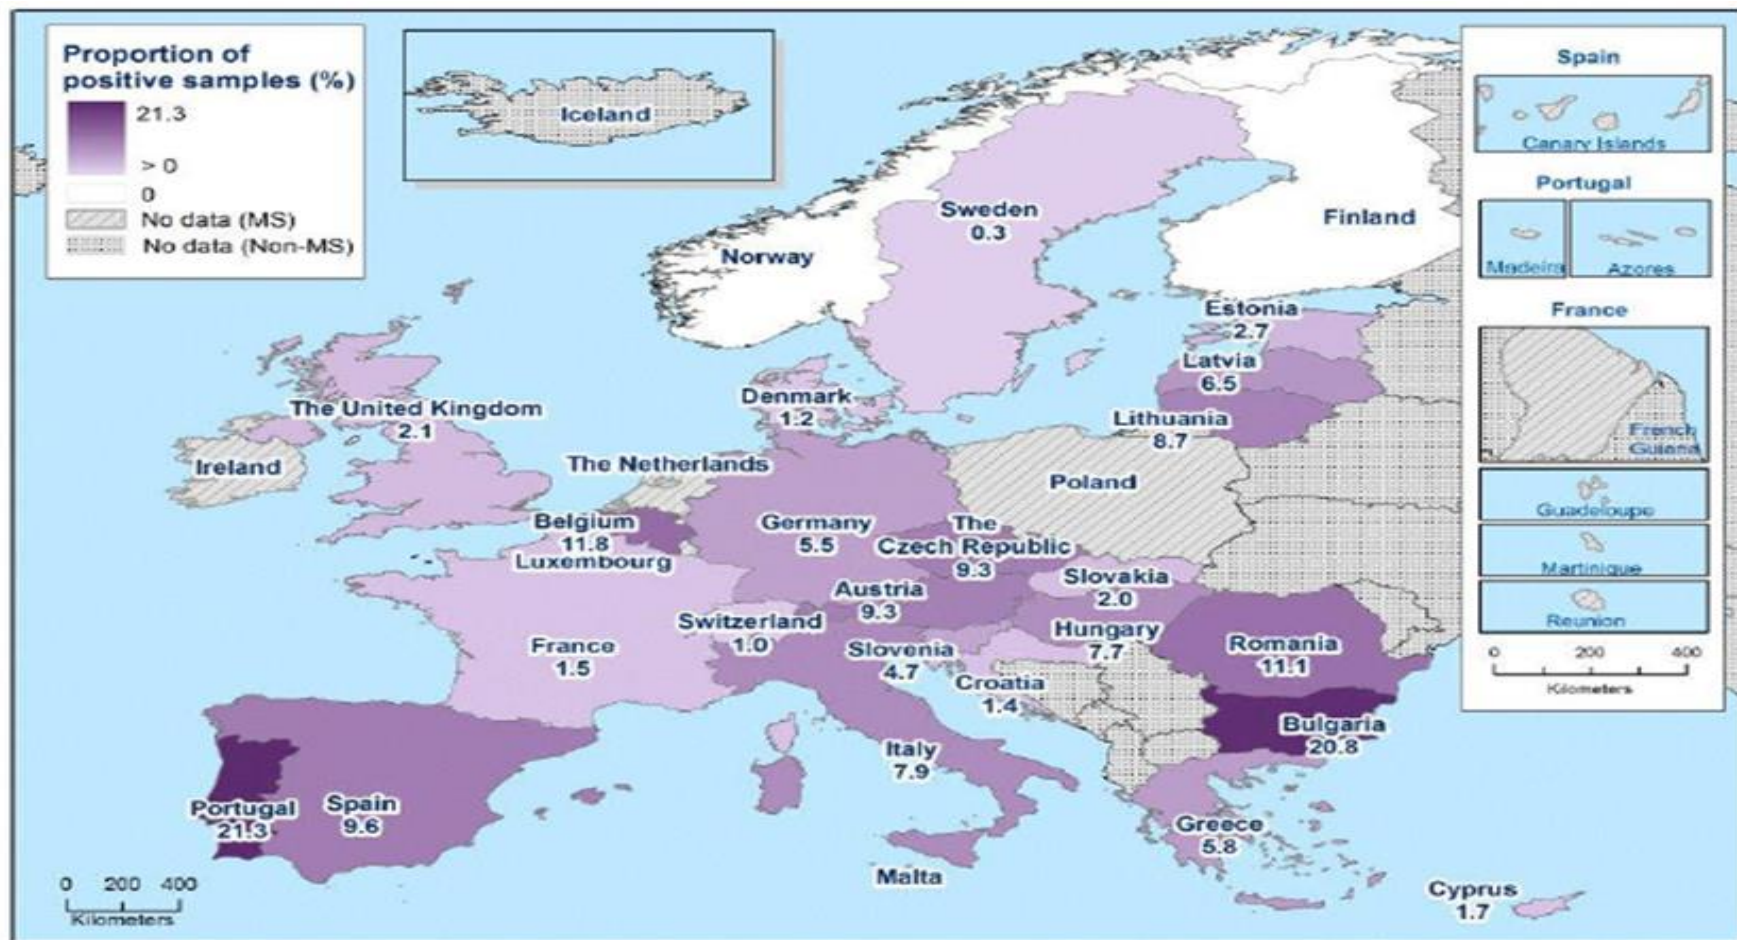 Proportion of
positive samples (%)
21.3
> 0
0
No data (MS)
No data (Non-MS)
Iceland
Norway
Sweden
0.3
Finland
Estonia
2.7
Latvia
6.5
Lithuania
8.7
Denmark
1.2
The United Kingdom
2.1
Ireland
The Netherlands
Poland
Belgium
11.8
Luxembourg
Germany
5.5
The
Czech Republic
9.3
Slovakia
2.0
Austria
9.3
Switzerland
1.0
France
1.5
Slovenia
4.7
Hungary
7.7
Croatia
1.4
Romania
11.1
Bulgaria
20.8
Italy
7.9
Portugal
21.3
Spain
9.6
Greece
5.8
Malta
Cyprus
1.7
0 200 400
Kilometers
Spain
Canary Islands
Portugal
Madeira
Azores
France
French
Guiana
Guadeloupe
Martinique
Reunion
0 200 400
Kilometers